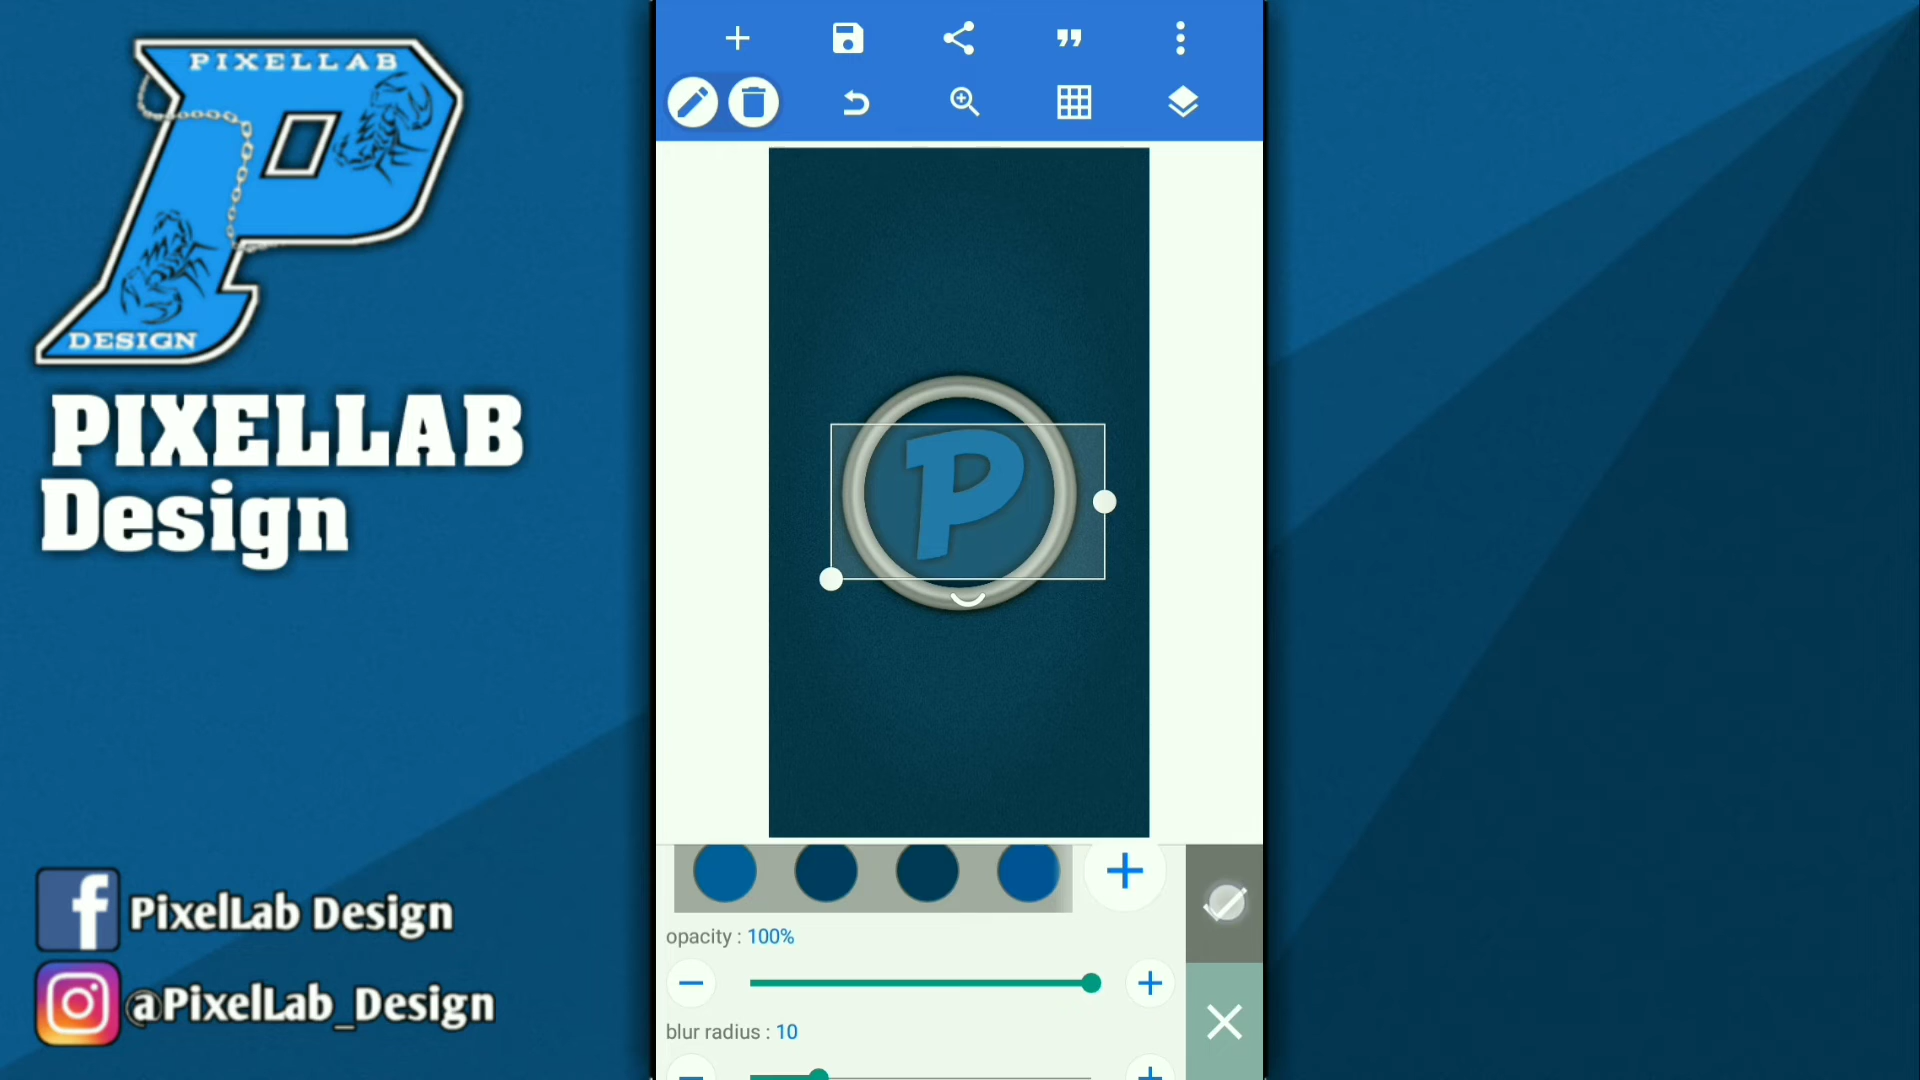 PIXELLAB
DESIGN
PIXELLAB
Design
PixelLab Design
@PixelLab_Design
P
opacity : 100%
blur radius : 10